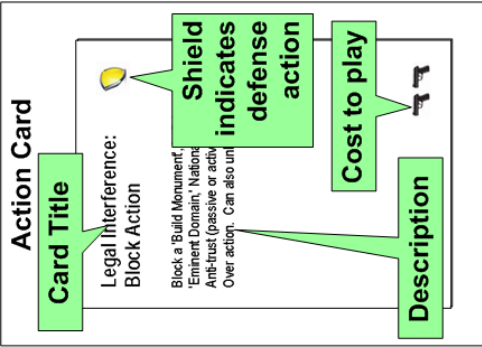 Action Card
Card Title
Legal Interference:
Block Action
Shield
indicates
defense
action
Block a 'Build Monument',
'Eminent Domain,' Nationa
Anti-trust (passive or activ
Over action. Can also unl
Cost to play
Description